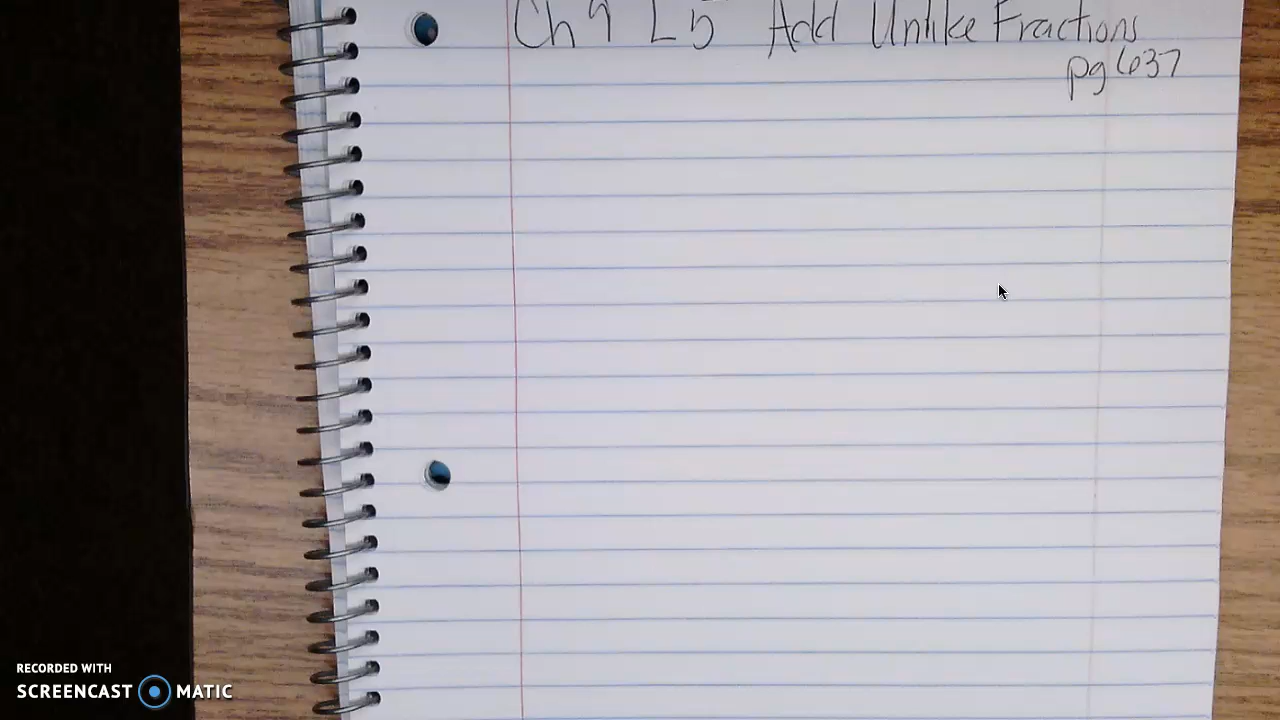 Ch 9 L5 Add Unlike Fractions
pg 637
RECORDED WITH
SCREENCAST MATIC